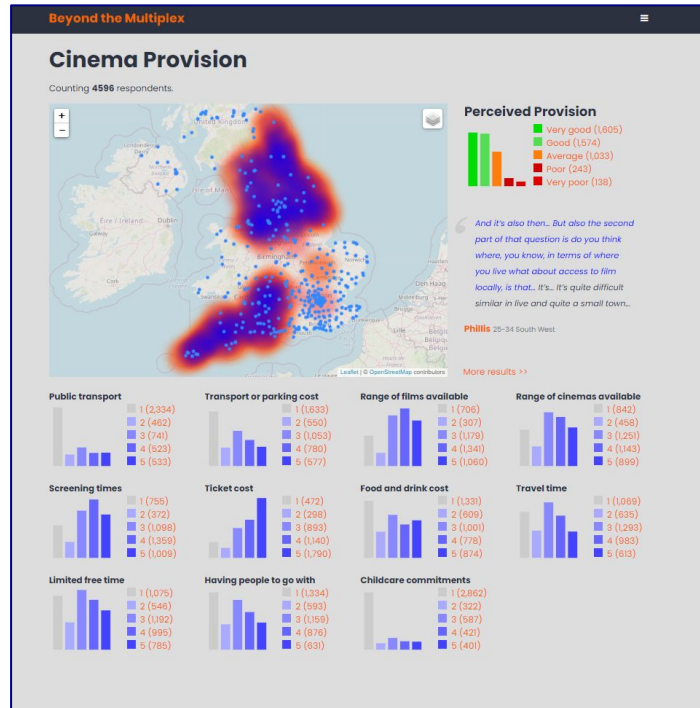 Beyond the Multiplex
Cinema Provision
Counting 4596 respondents.
+
−
United Kingdom
Isle of Man
Éire / Ireland
Dublin
Galway
Cork
Birmingham
Norwich
Den Haag
Lille
Leaflet | © OpenStreetMap contributors
Perceived Provision
Very good (1,605)
Good (1,574)
Average (1,033)
Poor (243)
Very poor (138)
And it's also then... But also the second
part of that question is do you think
where, you know, in terms of where
you live what about access to film
locally, is that... It's... It's quite difficult
similar in live and quite a small town...
Phillis 25-34 South West
More results >>
Public transport
1 (2,334)
2 (462)
3 (741)
4 (523)
5 (533)
Transport or parking cost
1 (1,633)
2 (550)
3 (1,053)
4 (780)
5 (577)
Range of films available
1 (706)
2 (307)
3 (1,179)
4 (1,341)
5 (1,060)
Range of cinemas available
1 (842)
2 (458)
3 (1,251)
4 (1,143)
5 (899)
Screening times
1 (755)
2 (372)
3 (1,098)
4 (1,359)
5 (1,009)
Ticket cost
1 (472)
2 (298)
3 (893)
4 (1,140)
5 (1,790)
Food and drink cost
1 (1,331)
2 (609)
3 (1,001)
4 (778)
5 (874)
Travel time
1 (1,069)
2 (635)
3 (1,293)
4 (983)
5 (613)
Limited free time
1 (1,075)
2 (546)
3 (1,192)
4 (995)
5 (785)
Having people to go with
1 (1,334)
2 (593)
3 (1,159)
4 (876)
5 (631)
Childcare commitments
1 (2,862)
2 (322)
3 (587)
4 (421)
5 (401)